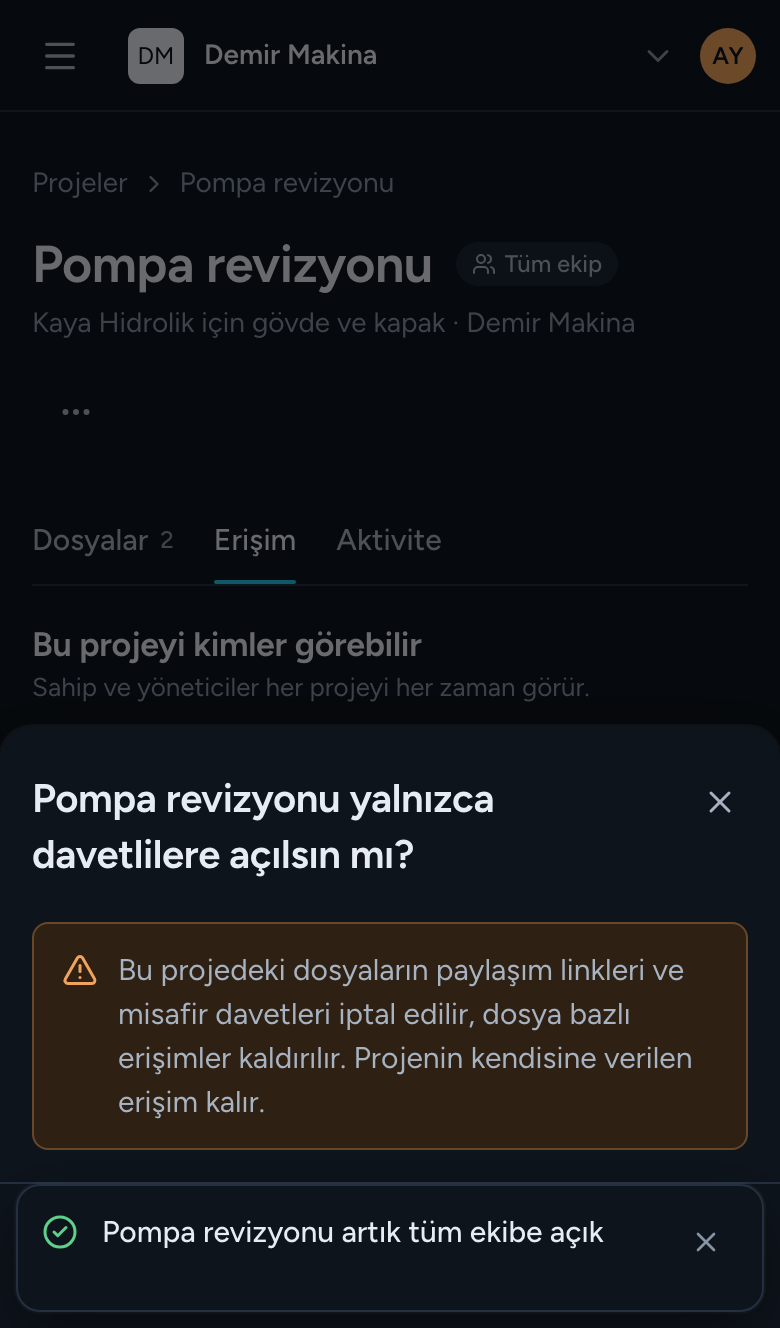 DM Demir Makina AY
Projeler > Pompa revizyonu
Pompa revizyonu Tüm ekip
Kaya Hidrolik için gövde ve kapak · Demir Makina
Dosyalar 2 Erişim Aktivite
Bu projeyi kimler görebilir
Sahip ve yöneticiler her projeyi her zaman görür.
Pompa revizyonu yalnızca
davetlilere açılsın mı?
Bu projedeki dosyaların paylaşım linkleri ve
misafir davetleri iptal edilir, dosya bazlı
erişimler kaldırılır. Projenin kendisine verilen
erişim kalır.
Pompa revizyonu artık tüm ekibe açık